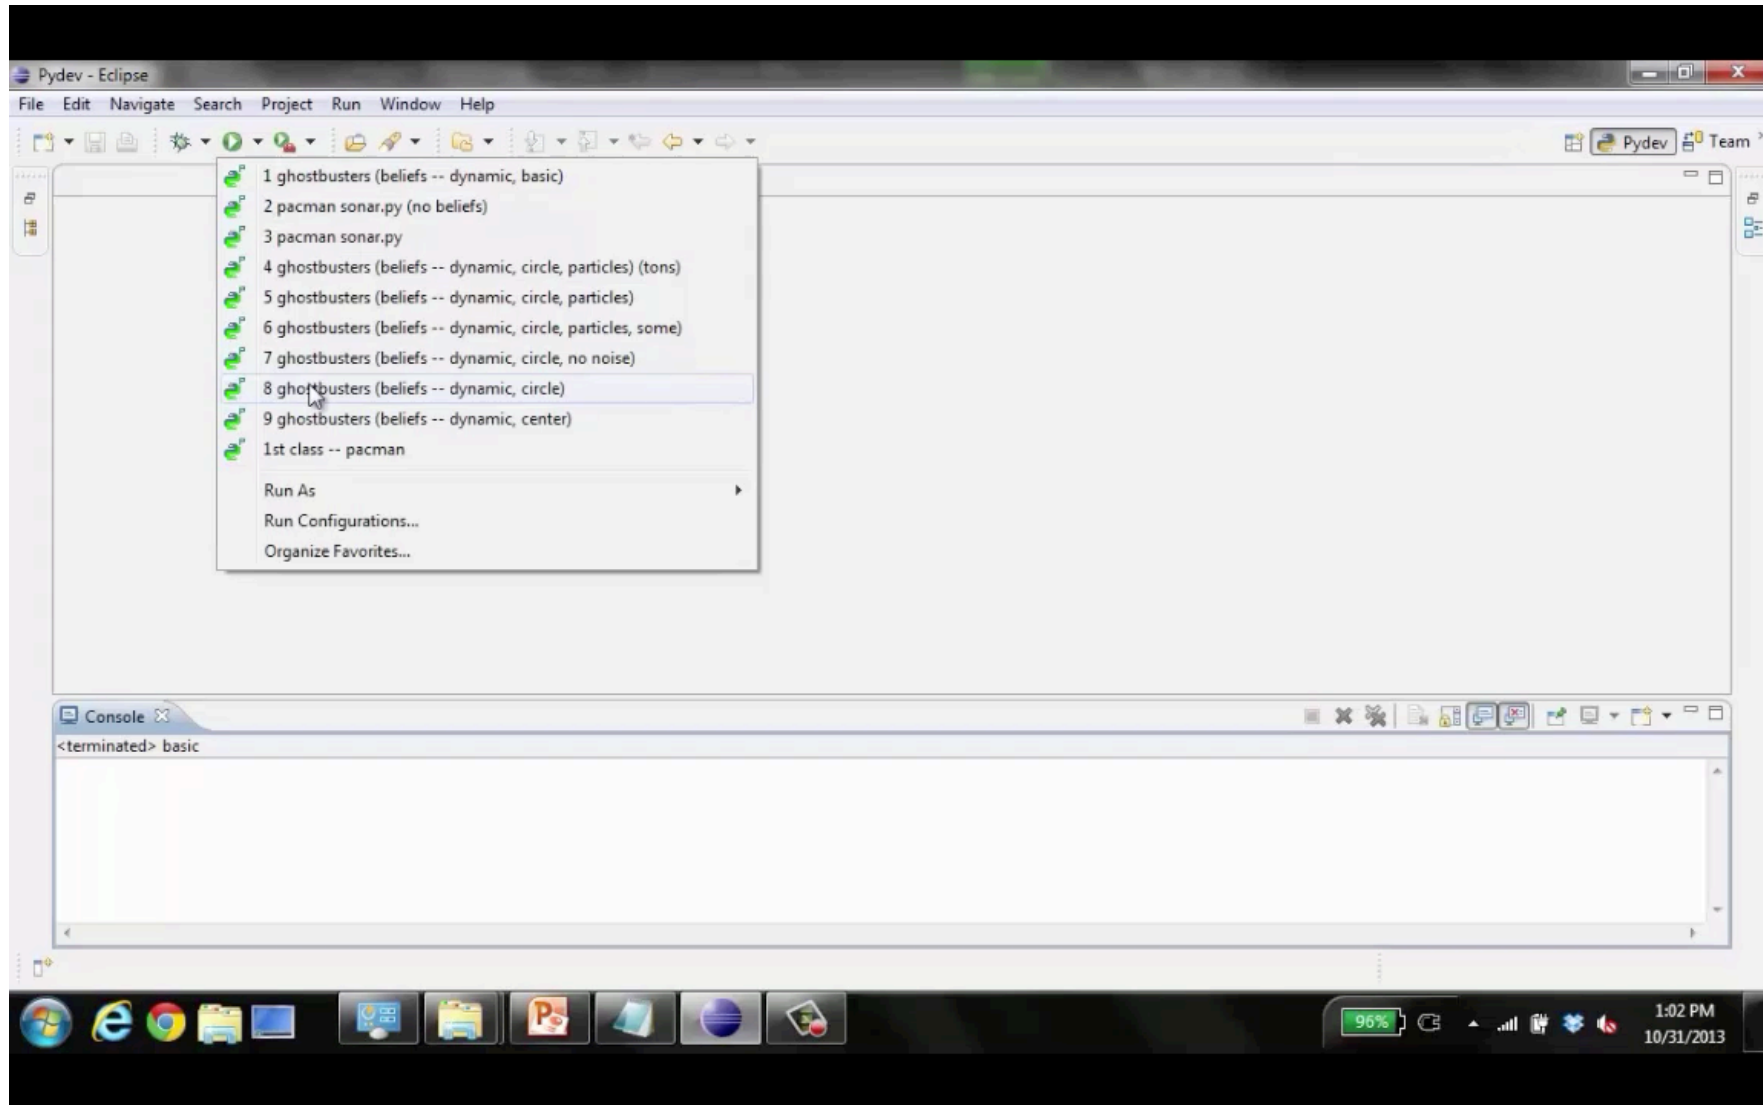 Pydev - Eclipse
File Edit Navigate Search Project Run Window Help
Pydev Team
1 ghostbusters (beliefs -- dynamic, basic)
2 pacman sonar.py (no beliefs)
3 pacman sonar.py
4 ghostbusters (beliefs -- dynamic, circle, particles) (tons)
5 ghostbusters (beliefs -- dynamic, circle, particles)
6 ghostbusters (beliefs -- dynamic, circle, particles, some)
7 ghostbusters (beliefs -- dynamic, circle, no noise)
8 ghostbusters (beliefs -- dynamic, circle)
9 ghostbusters (beliefs -- dynamic, center)
1st class -- pacman
Run As
Run Configurations...
Organize Favorites...
Console
<terminated> basic
96%
1:02 PM
10/31/2013